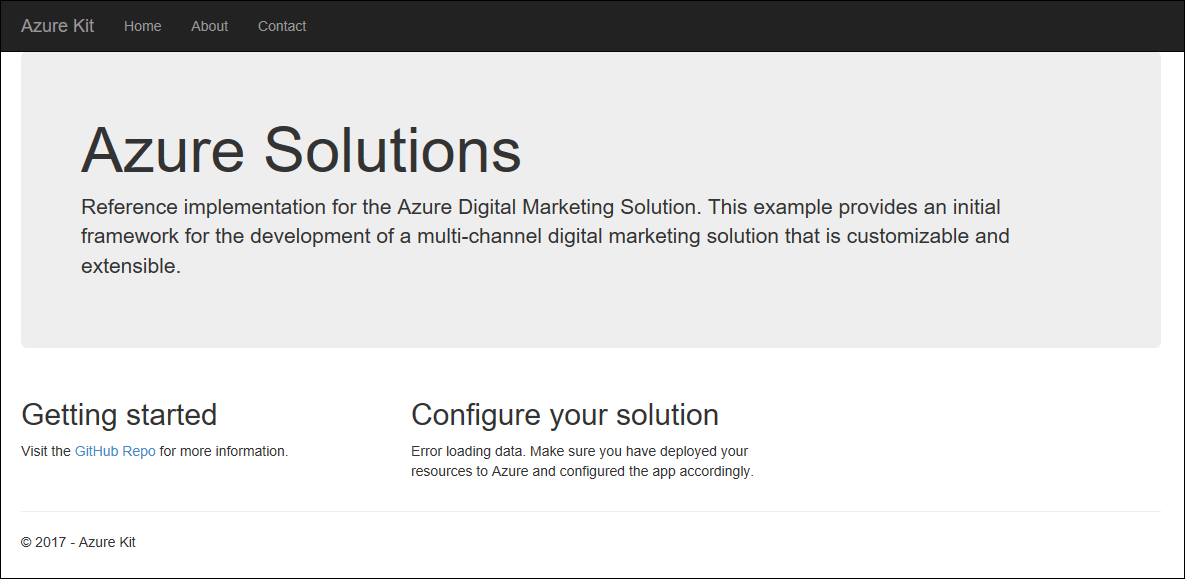 Azure Kit Home About Contact
Azure Solutions
Reference implementation for the Azure Digital Marketing Solution. This example provides an initial
framework for the development of a multi-channel digital marketing solution that is customizable and
extensible.
Getting started
Visit the GitHub Repo for more information.
Configure your solution
Error loading data. Make sure you have deployed your
resources to Azure and configured the app accordingly.
© 2017 - Azure Kit